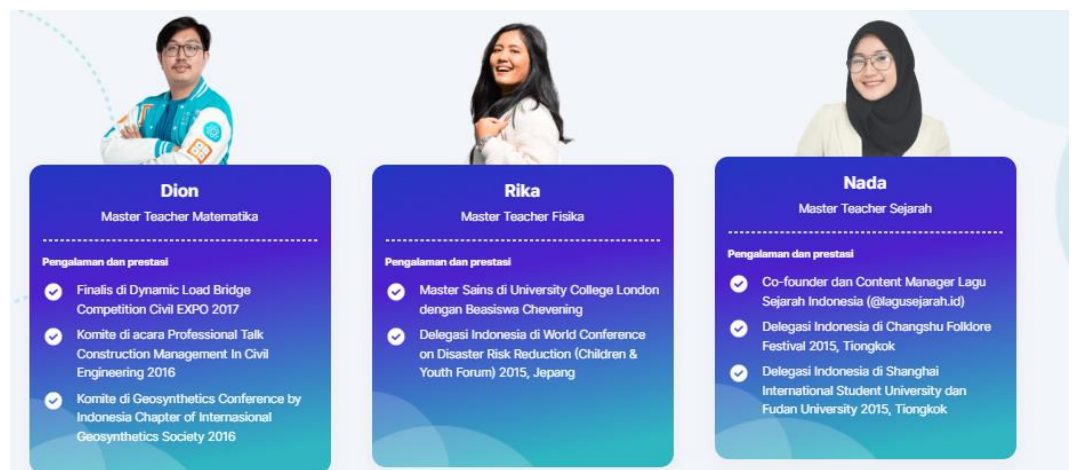 Dion
Master Teacher Matematika
Pengalaman dan prestasi
Finalis di Dynamic Load Bridge
Competition Civil EXPO 2017
Komite di acara Professional Talk
Construction Management In Civil
Engineering 2016
Komite di Geosynthetics Conference by
Indonesia Chapter of Internasional
Geosynthetics Society 2016
Rika
Master Teacher Fisika
Pengalaman dan prestasi
Master Sains di University College London
dengan Beasiswa Chevening
Delegasi Indonesia di World Conference
on Disaster Risk Reduction (Children &
Youth Forum) 2015, Jepang
Nada
Master Teacher Sejarah
Pengalaman dan prestasi
Co-founder dan Content Manager Lagu
Sejarah Indonesia (@lagusejarah.id)
Delegasi Indonesia di Changshu Folklore
Festival 2015, Tiongkok
Delegasi Indonesia di Shanghai
International Student University dan
Fudan University 2015, Tiongkok